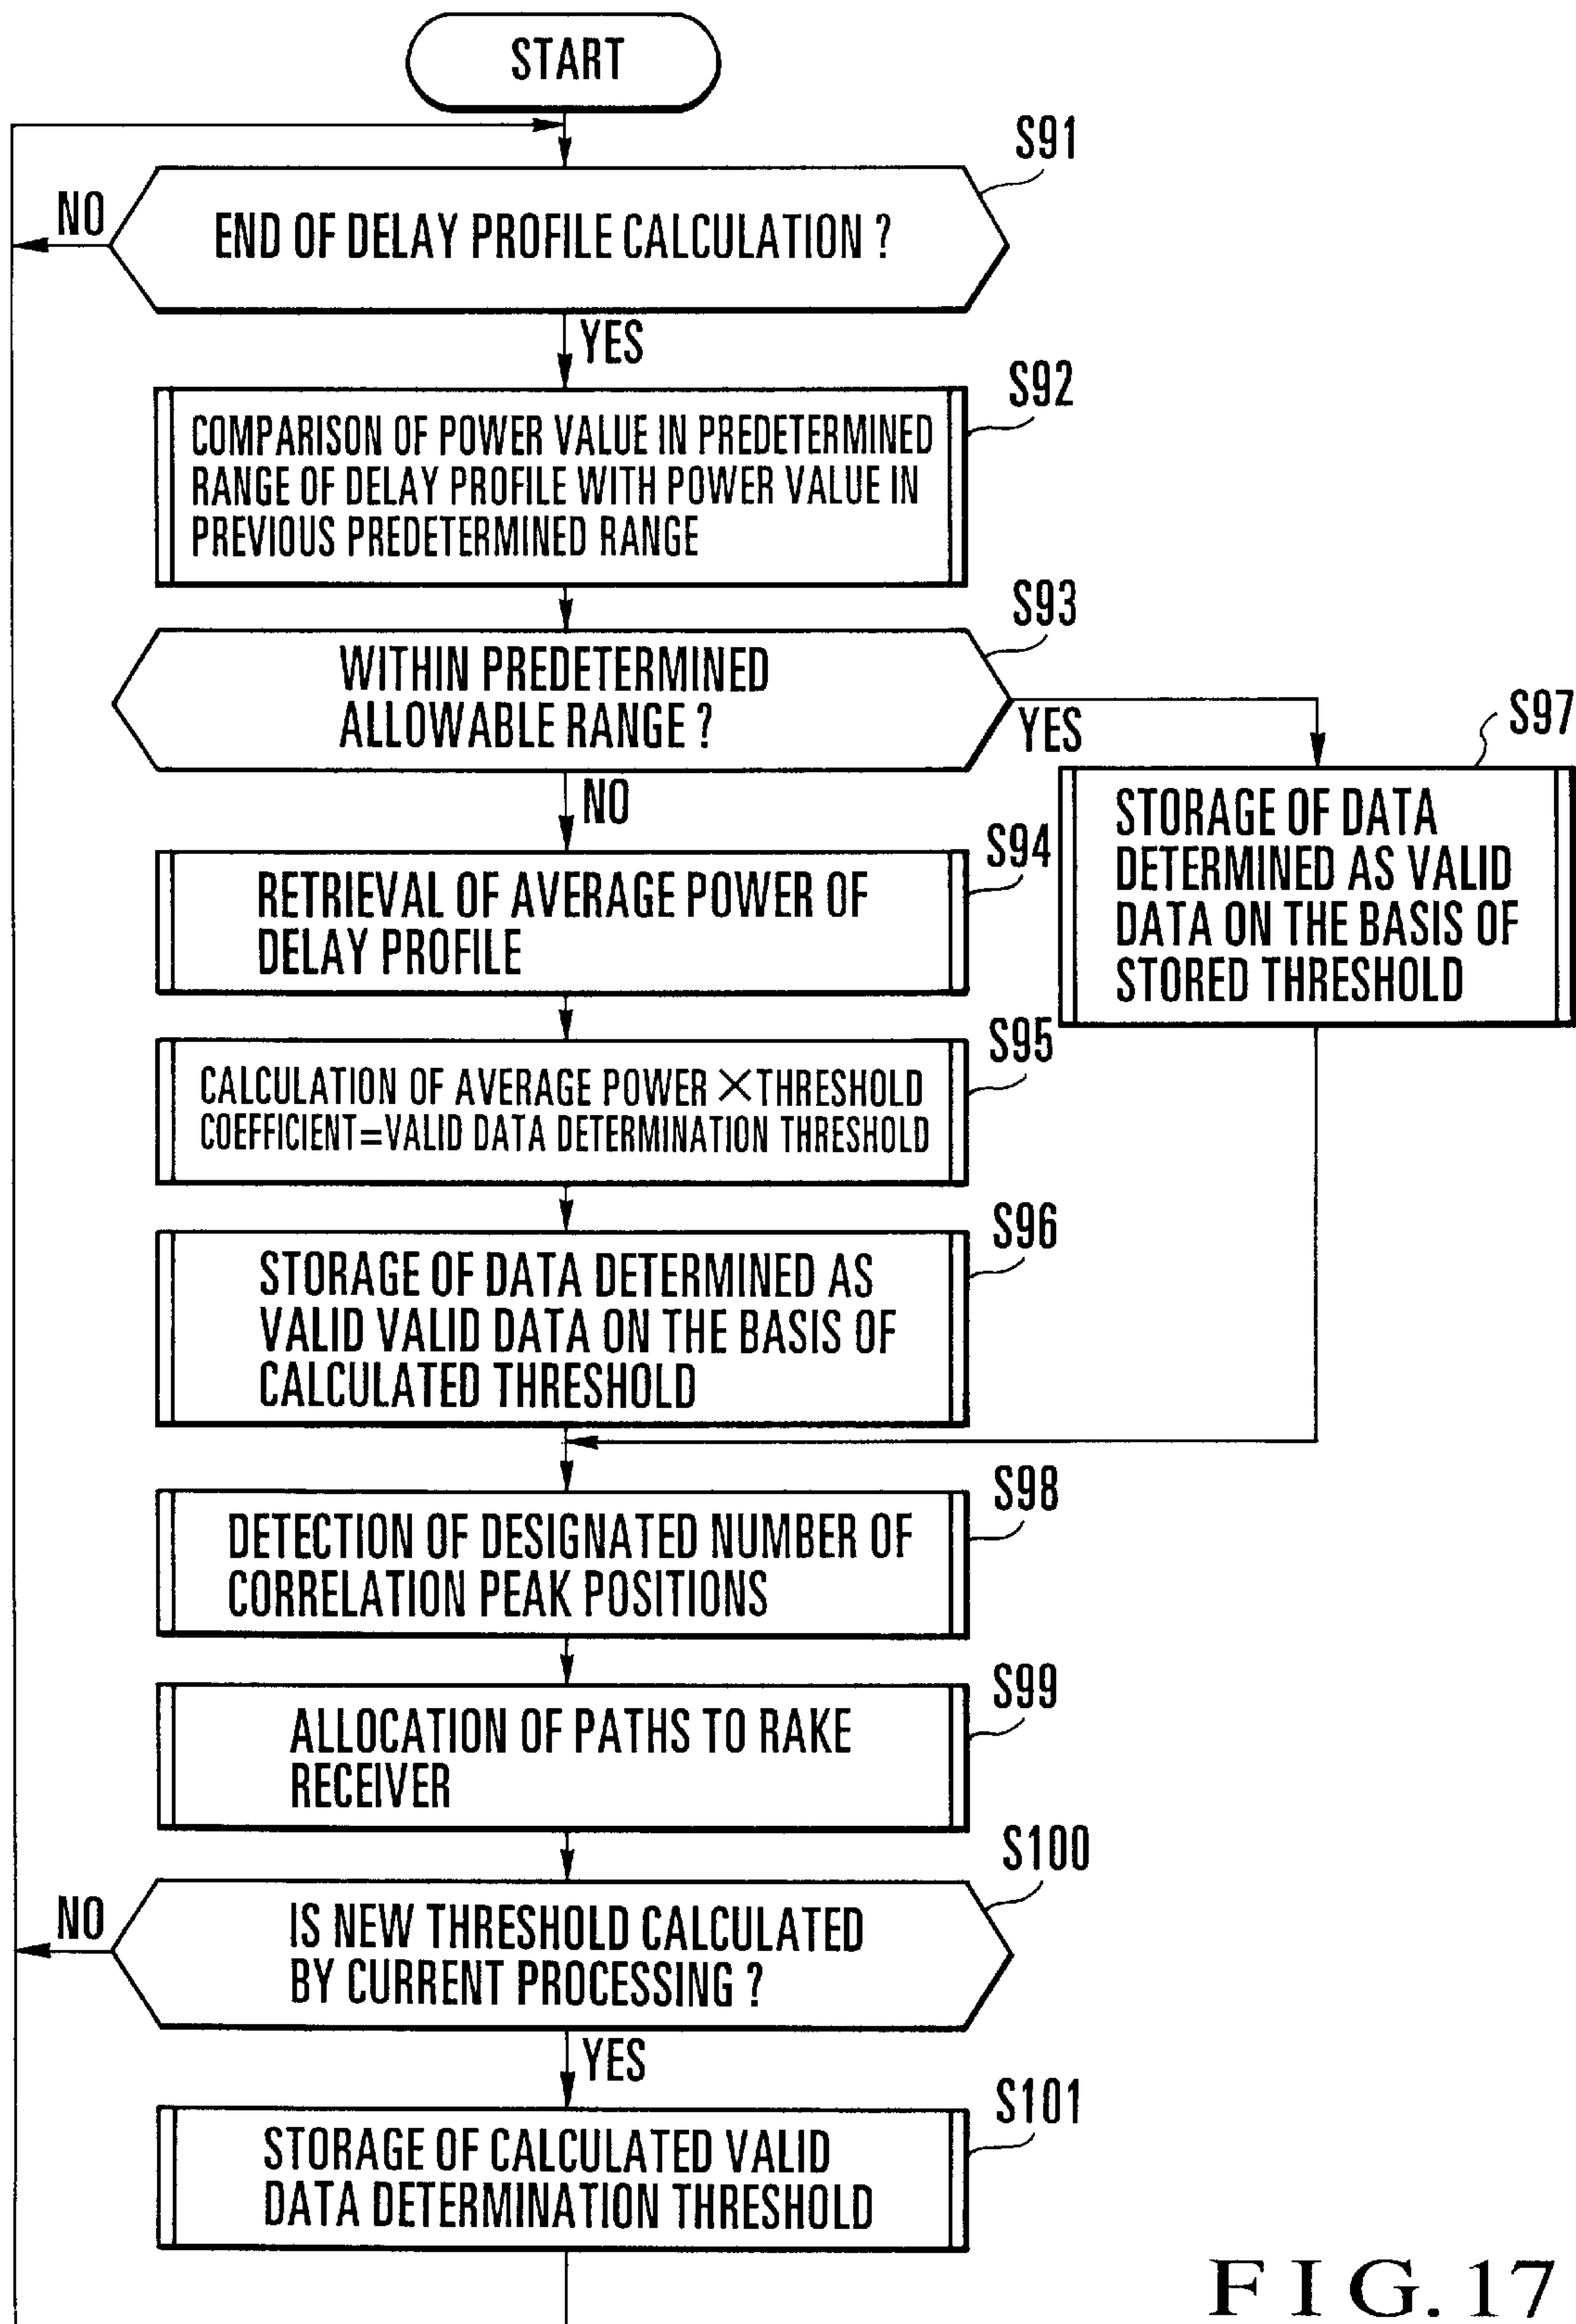 START
S91
NO
END OF DELAY PROFILE CALCULATION ?
YES
S92
COMPARISON OF POWER VALUE IN PREDETERMINED
RANGE OF DELAY PROFILE WITH POWER VALUE IN
PREVIOUS PREDETERMINED RANGE
S93
WITHIN PREDETERMINED
ALLOWABLE RANGE ?
YES
S97
NO
STORAGE OF DATA
DETERMINED AS VALID
DATA ON THE BASIS OF
STORED THRESHOLD
S94
RETRIEVAL OF AVERAGE POWER OF
DELAY PROFILE
S95
CALCULATION OF AVERAGE POWER ×THRESHOLD
COEFFICIENT=VALID DATA DETERMINATION THRESHOLD
S96
STORAGE OF DATA DETERMINED AS
VALID VALID DATA ON THE BASIS OF
CALCULATED THRESHOLD
S98
DETECTION OF DESIGNATED NUMBER OF
CORRELATION PEAK POSITIONS
S99
ALLOCATION OF PATHS TO RAKE
RECEIVER
S100
NO
IS NEW THRESHOLD CALCULATED
BY CURRENT PROCESSING ?
YES
S101
STORAGE OF CALCULATED VALID
DATA DETERMINATION THRESHOLD
FIG.17